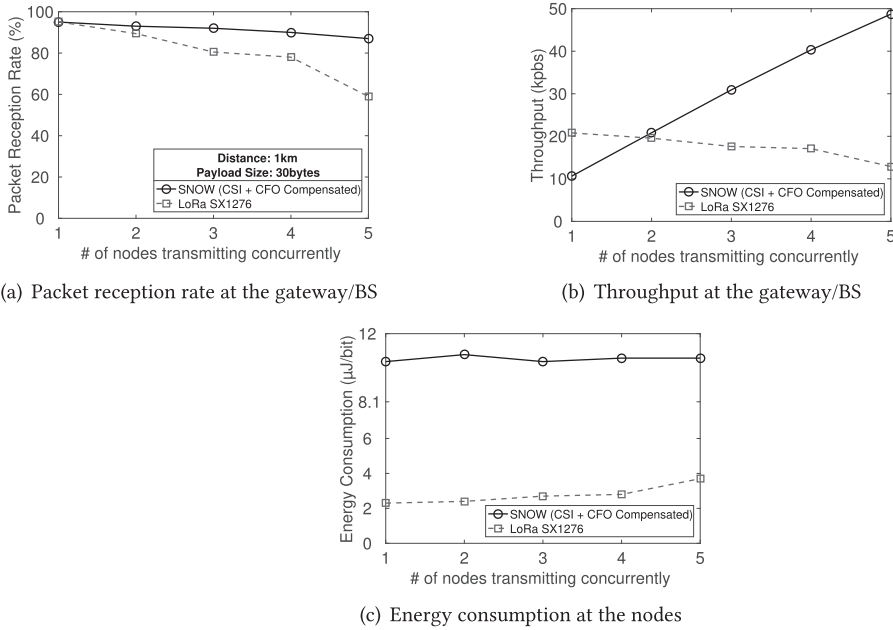 100
80
60
40
20
0
Packet Reception Rate (%)
Distance: 1km
Payload Size: 30bytes
SNOW (CSI + CFO Compensated)
LoRa SX1276
1 2 3 4 5
# of nodes transmitting concurrently
(a) Packet reception rate at the gateway/BS
50
40
30
20
10
0
Throughput (kpbs)
SNOW (CSI + CFO Compensated)
LoRa SX1276
1 2 3 4 5
# of nodes transmitting concurrently
(b) Throughput at the gateway/BS
12
8.1
6
4
2
0
Energy Consumption (µJ/bit)
SNOW (CSI + CFO Compensated)
LoRa SX1276
1 2 3 4 5
# of nodes transmitting concurrently
(c) Energy consumption at the nodes